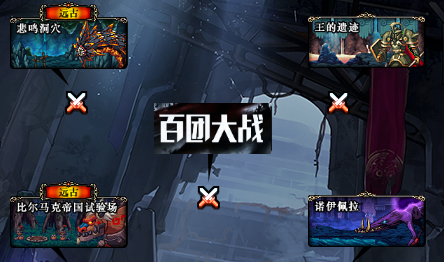 远古
悲鸣洞穴
王的遗迹
百团大战
远古
比尔马克帝国试验场
诺伊佩拉